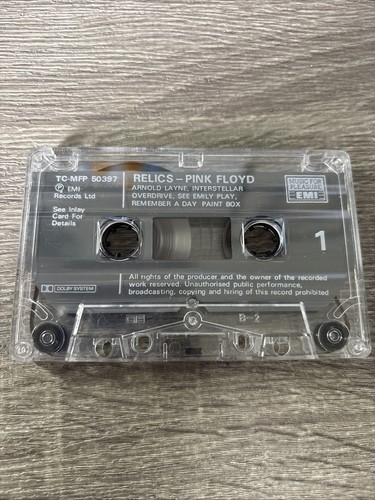 TC-MFP 50397
Ⓟ EMI
Records Ltd
See Inlay
Card For
Details
RELICS – PINK FLOYD
ARNOLD LAYNE, INTERSTELLAR
OVERDRIVE, SEE EMILY PLAY,
REMEMBER A DAY PAINT BOX
MUSIC FOR
PLEASURE
EMI
1
DOLBY SYSTEM
All rights of the producer and the owner of the recorded
work reserved. Unauthorised public performance,
broadcasting, copying and hiring of this record prohibited
B-2